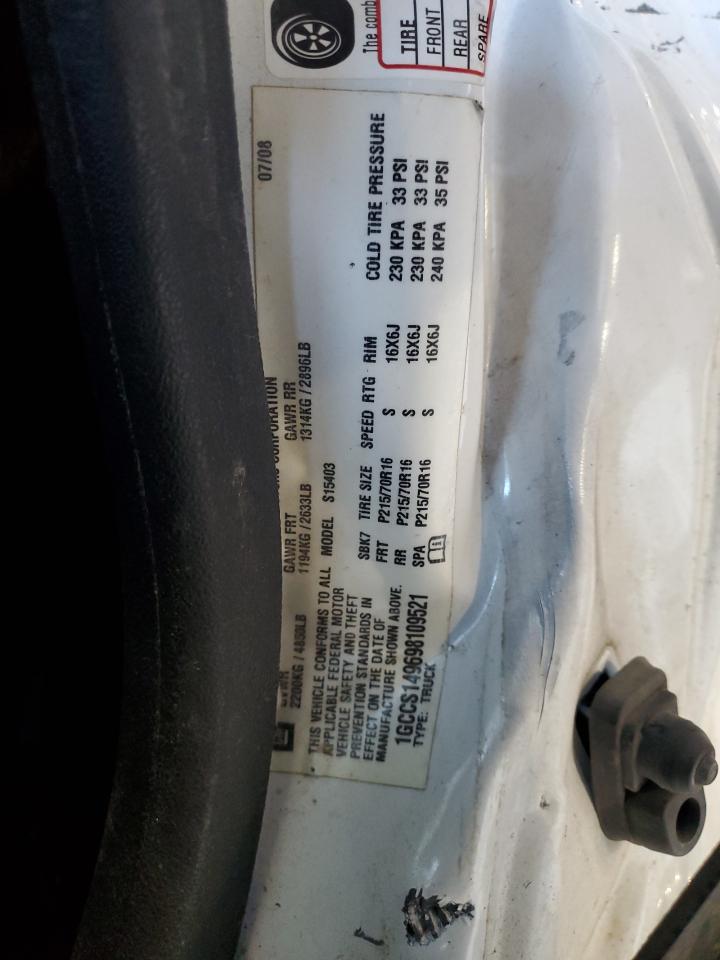 The comb
TIRE
FRONT
REAR
SPARE
07/08
CORPORATION
GAWR FRT GAWR RR
2200KG / 4850LB 1194KG / 2633LB 1314KG / 2896LB
THIS VEHICLE CONFORMS TO ALL MODEL S15403
APPLICABLE FEDERAL MOTOR
VEHICLE SAFETY AND THEFT
PREVENTION STANDARDS IN
EFFECT ON THE DATE OF
MANUFACTURE SHOWN ABOVE.
1GCCS149698109521
TYPE: TRUCK
SBK7 TIRE SIZE SPEED RTG RIM COLD TIRE PRESSURE
FRT P215/70R16 S 16X6J 230 KPA 33 PSI
RR P215/70R16 S 16X6J 230 KPA 33 PSI
SPA P215/70R16 S 16X6J 240 KPA 35 PSI